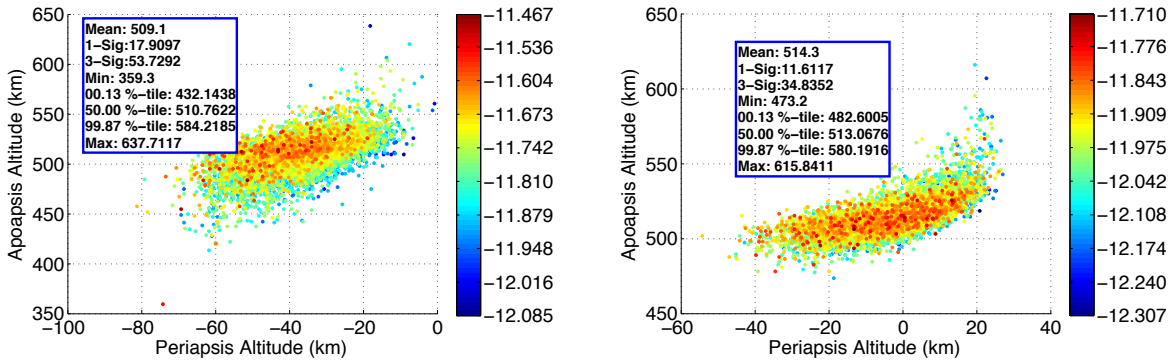 650
600
550
500
450
400
350
−100
−80
−60
−40
−20
0
Apoapsis Altitude (km)
Periapsis Altitude (km)
Mean: 509.1
1−Sig:17.9097
3−Sig:53.7292
Min: 359.3
00.13 %−tile: 432.1438
50.00 %−tile: 510.7622
99.87 %−tile: 584.2185
Max: 637.7117
−11.467
−11.536
−11.604
−11.673
−11.742
−11.810
−11.879
−11.948
−12.016
−12.085
650
600
550
500
450
−60
−40
−20
0
20
40
Apoapsis Altitude (km)
Periapsis Altitude (km)
Mean: 514.3
1−Sig:11.6117
3−Sig:34.8352
Min: 473.2
00.13 %−tile: 482.6005
50.00 %−tile: 513.0676
99.87 %−tile: 580.1916
Max: 615.8411
−11.710
−11.776
−11.843
−11.909
−11.975
−12.042
−12.108
−12.174
−12.240
−12.307